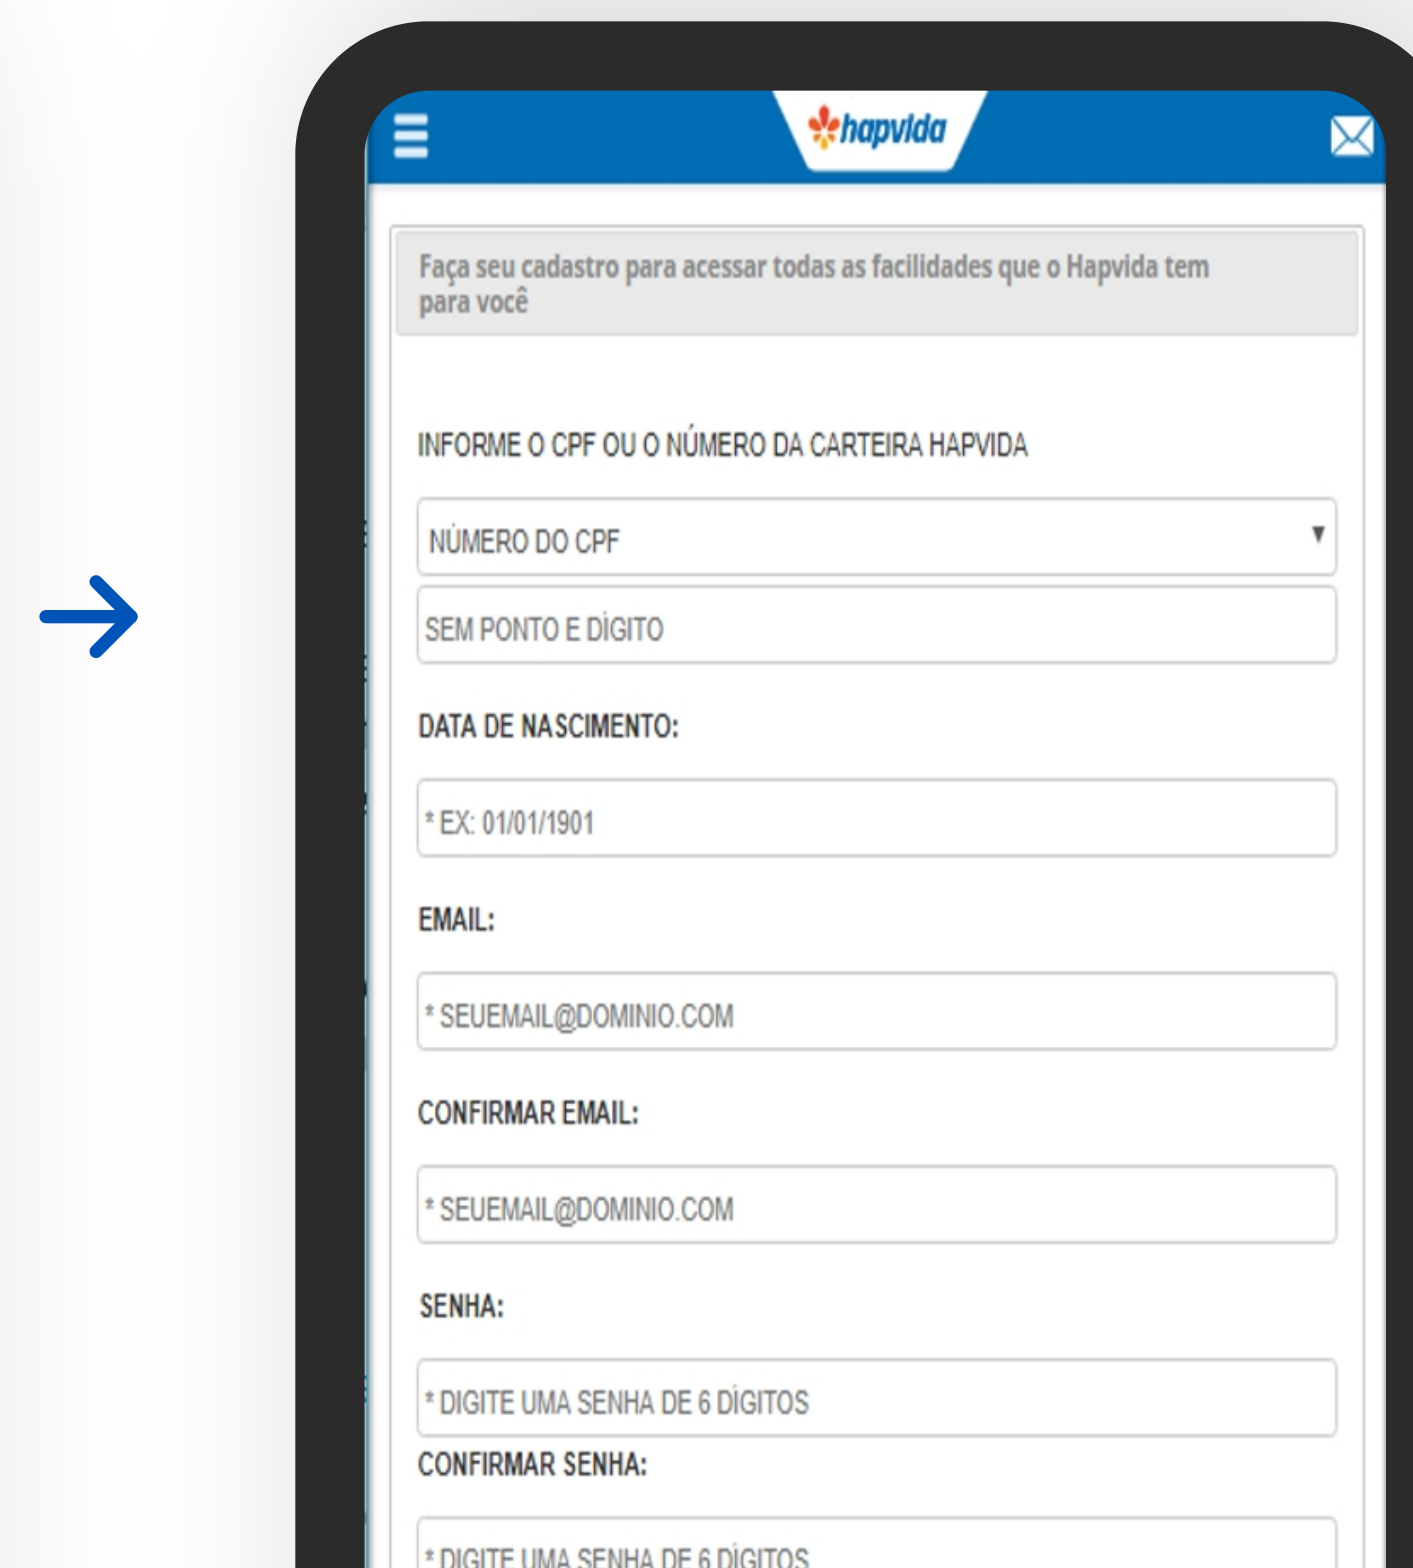 hapvida
Faça seu cadastro para acessar todas as facilidades que o Hapvida tem
para você
INFORME O CPF OU O NÚMERO DA CARTEIRA HAPVIDA
NÚMERO DO CPF
SEM PONTO E DÍGITO
DATA DE NASCIMENTO:
* EX: 01/01/1901
EMAIL:
* SEUEMAIL@DOMINIO.COM
CONFIRMAR EMAIL:
* SEUEMAIL@DOMINIO.COM
SENHA:
* DIGITE UMA SENHA DE 6 DÍGITOS
CONFIRMAR SENHA:
* DIGITE UMA SENHA DE 6 DÍGITOS